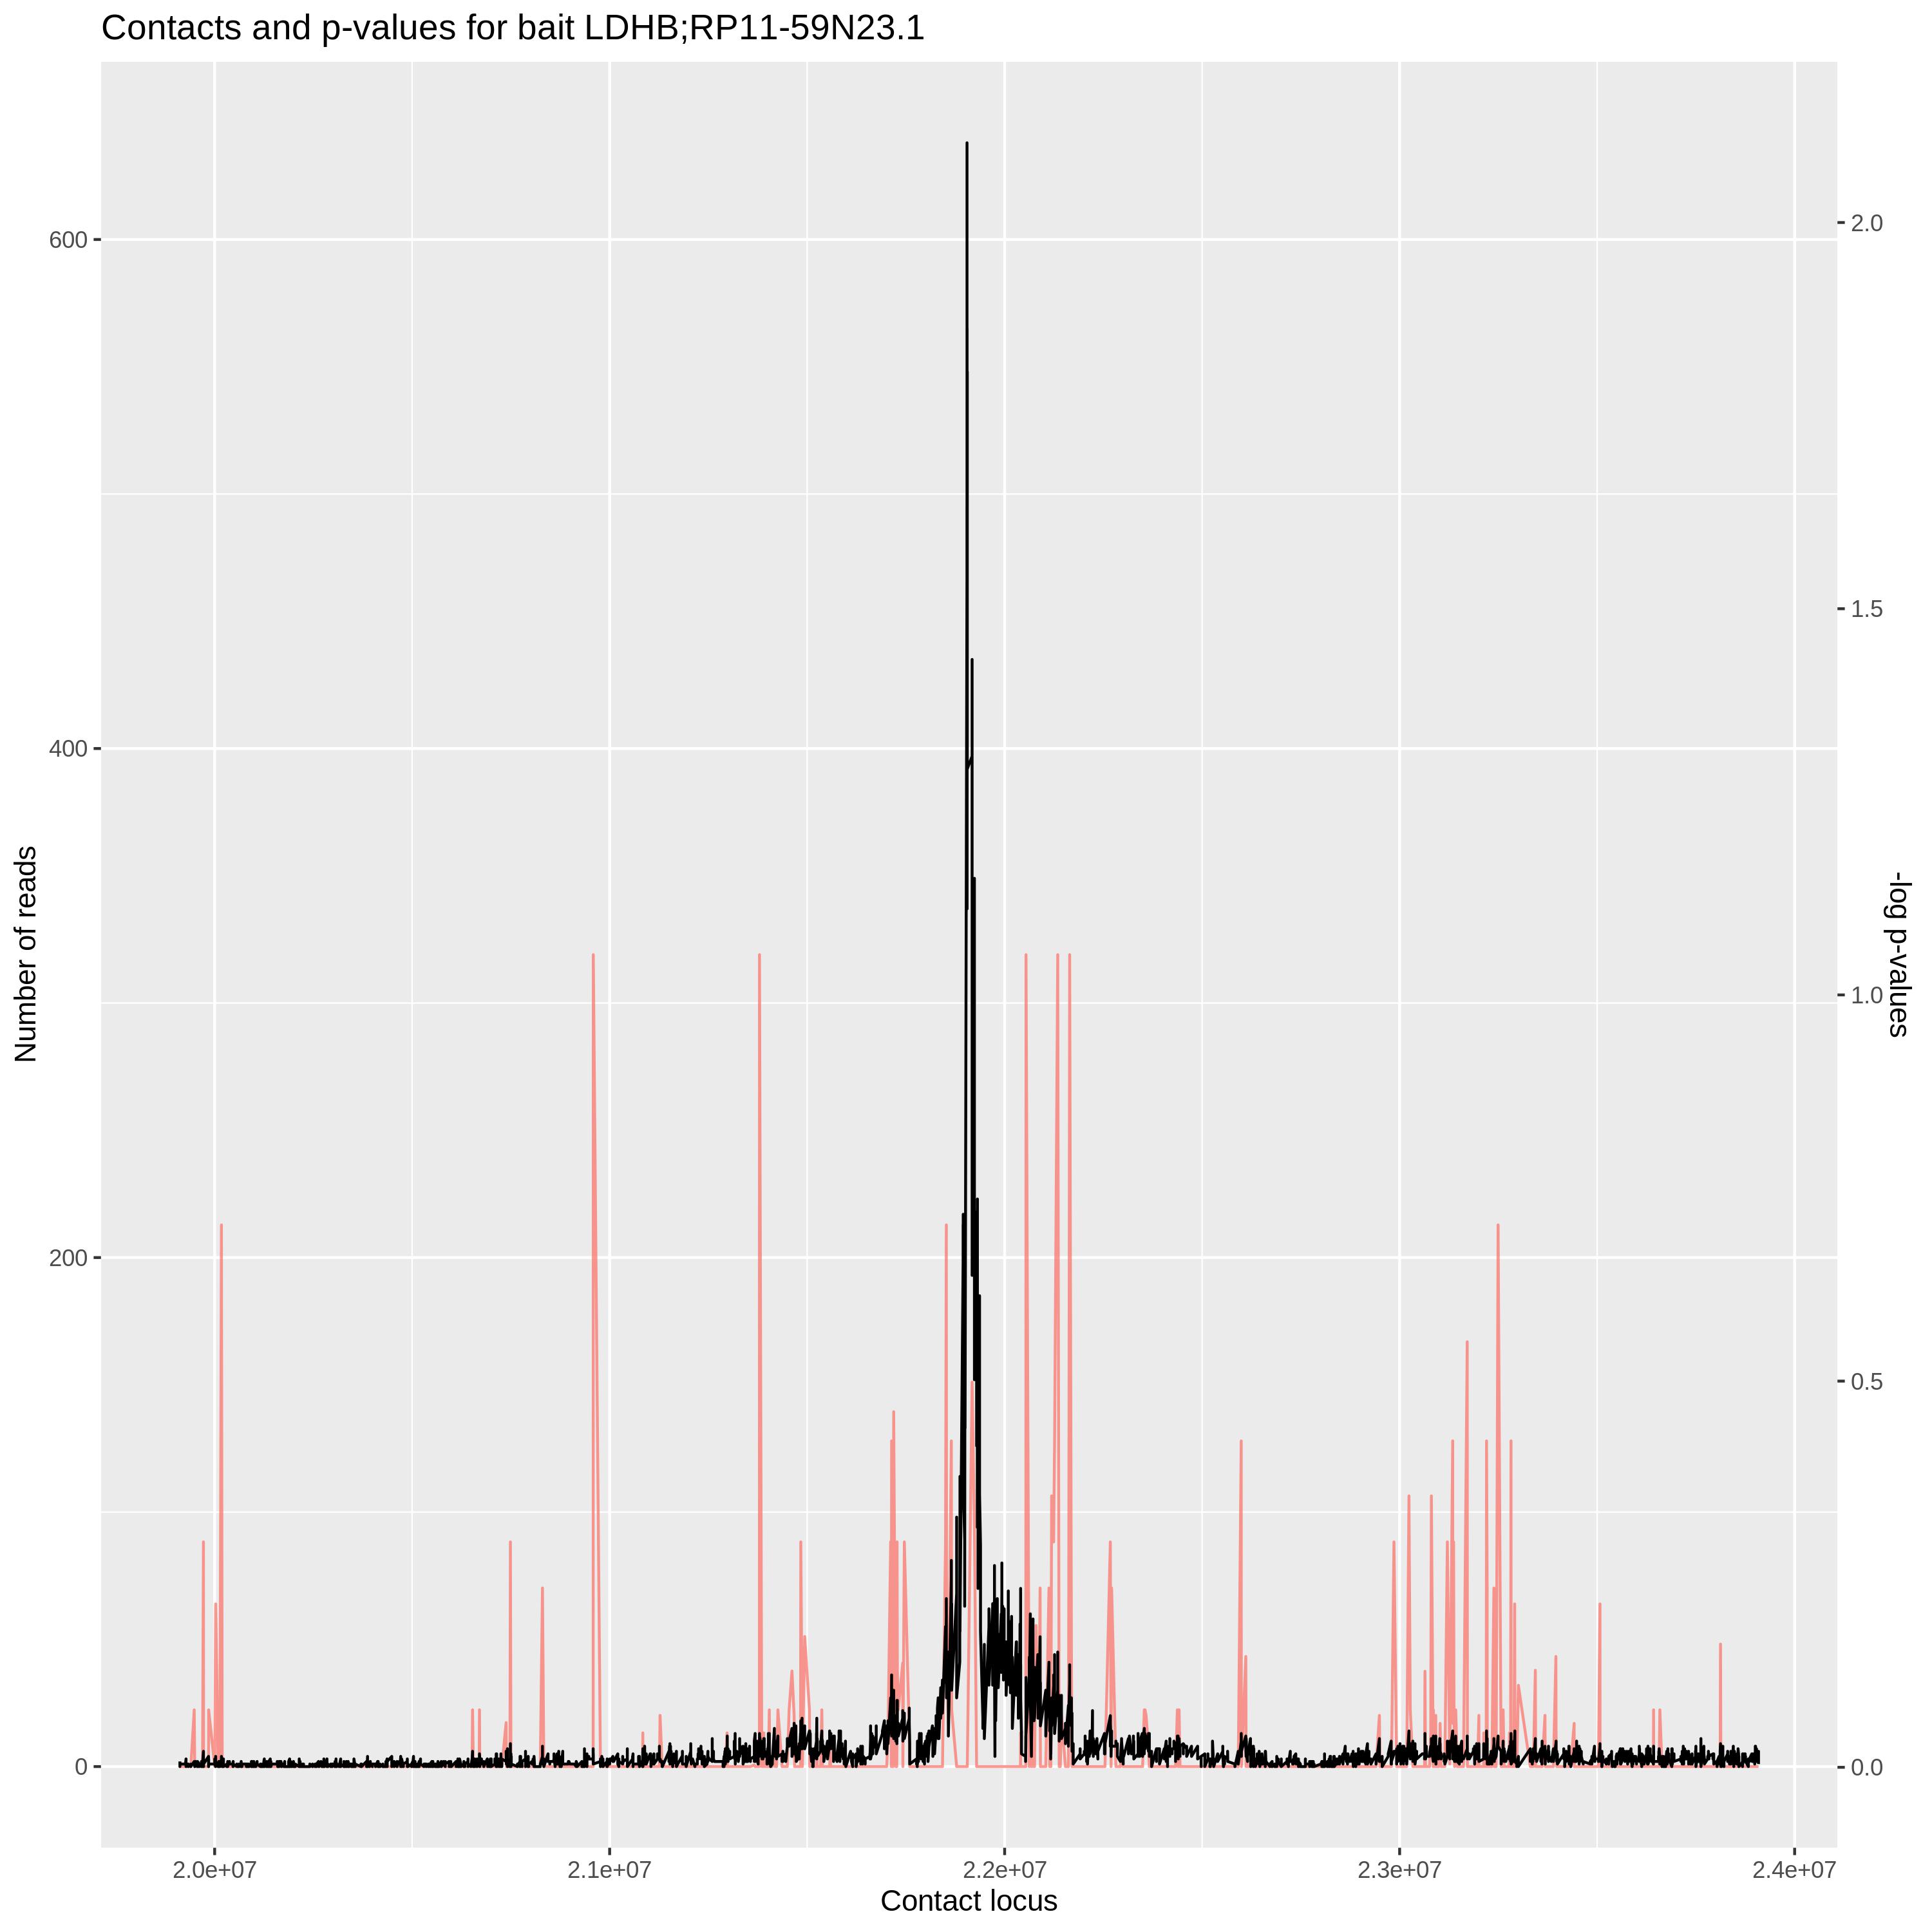 Contacts and p-values for bait LDHB;RP11-59N23.1
600
400
200
0
Number of reads
2.0
1.5
1.0
0.5
0.0
-log p-values
2.0e+07 2.1e+07 2.2e+07 2.3e+07 2.4e+07
Contact locus